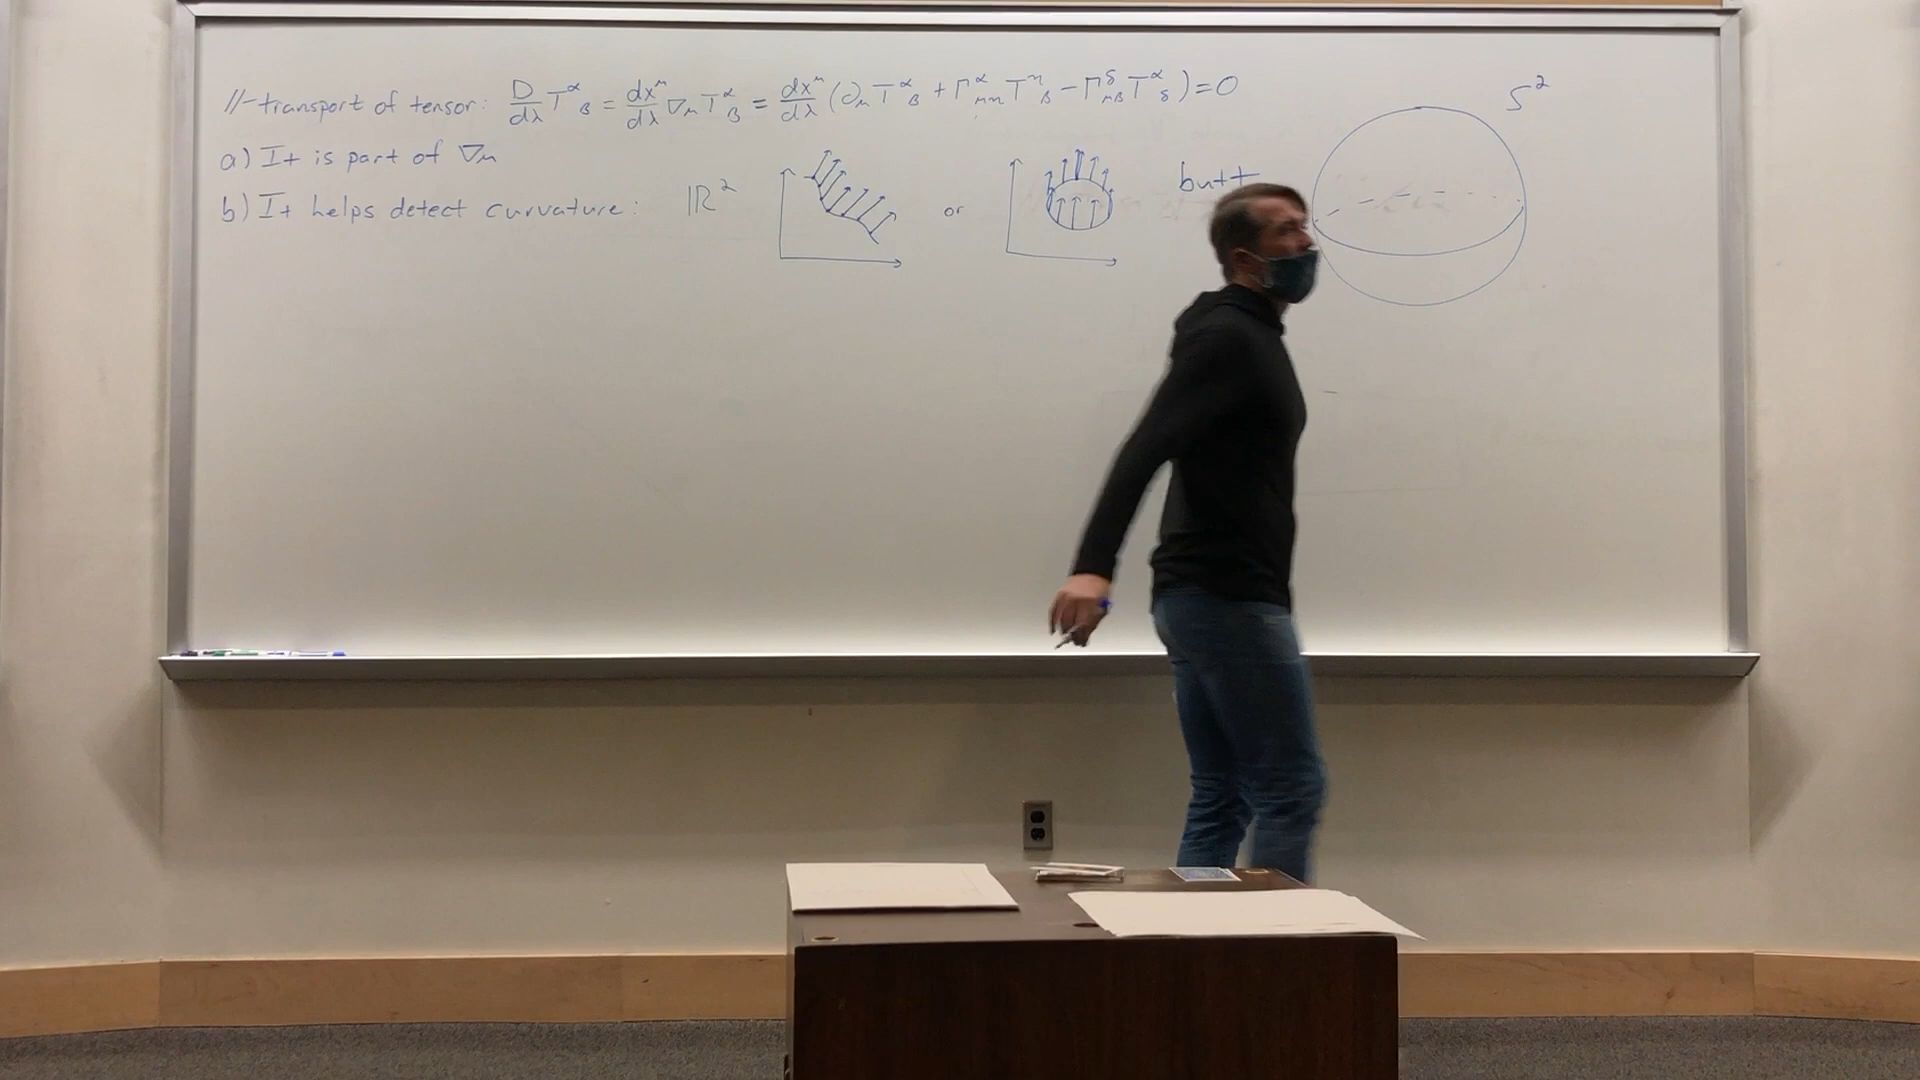 //-transport of tensor: D/dλ T^α_β = dx^μ/dλ ∇_μ T^α_β = dx^μ/dλ (∂_μ T^α_β + Γ^α_μη T^η_β − Γ^δ_μβ T^α_δ) = 0
a) It is part of ∇_μ
b) It helps detect curvature: ℝ² or butt S²